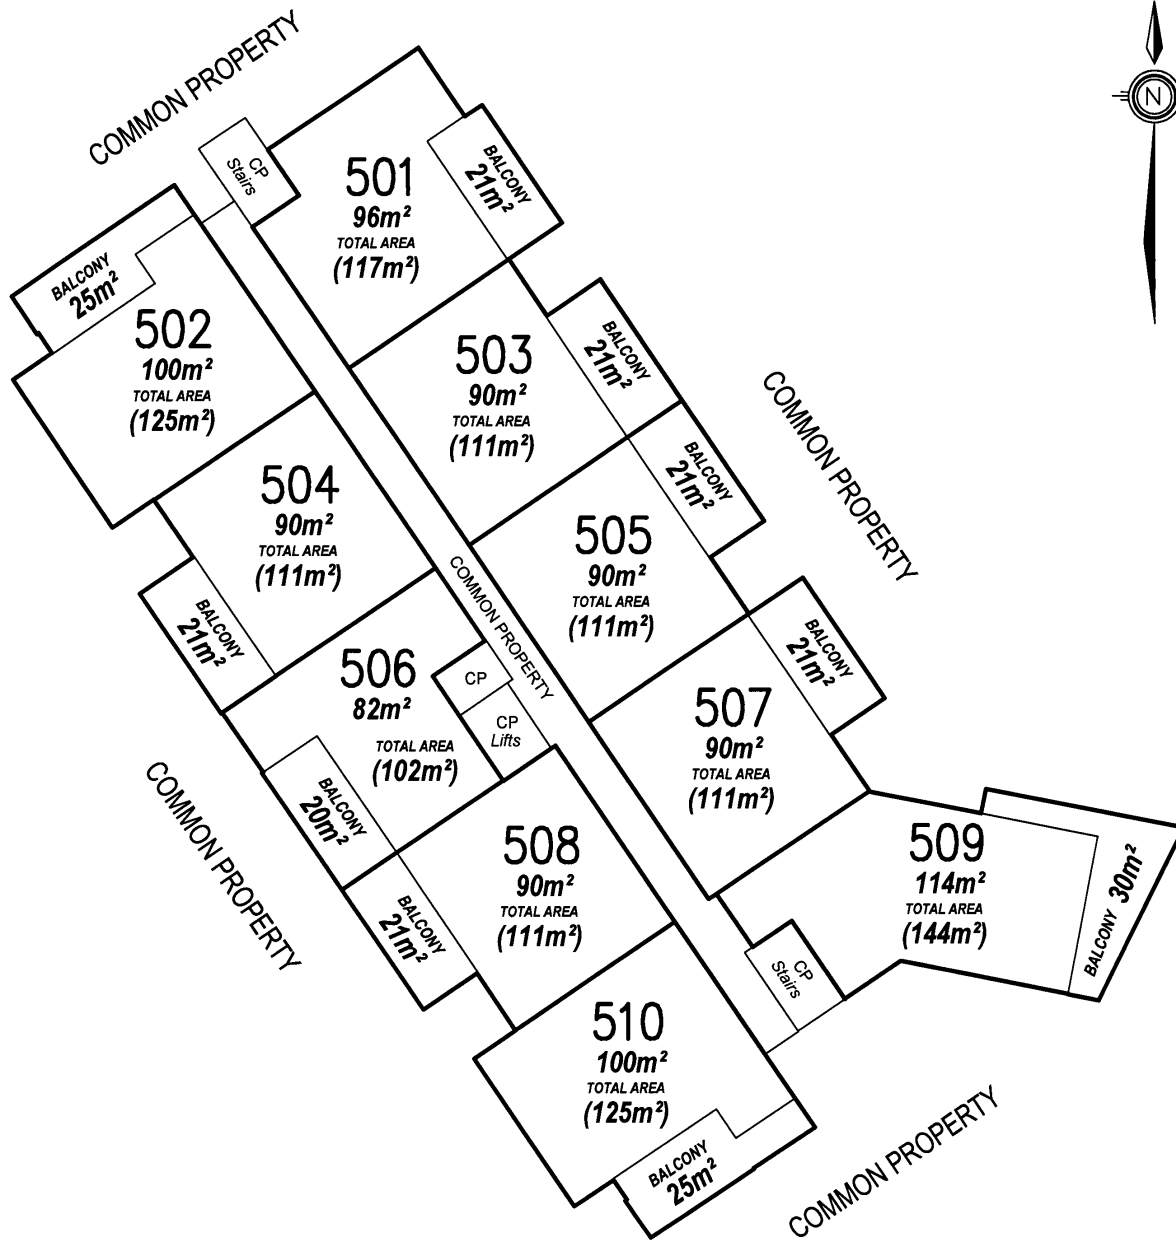 COMMON PROPERTY
N
CP
Stairs
501
96m²
TOTAL AREA
(117m²)
BALCONY
21m²
BALCONY
25m²
502
100m²
TOTAL AREA
(125m²)
503
90m²
TOTAL AREA
(111m²)
BALCONY
21m²
COMMON PROPERTY
504
90m²
TOTAL AREA
(111m²)
BALCONY
21m²
505
90m²
TOTAL AREA
(111m²)
BALCONY
21m²
COMMON PROPERTY
506
82m²
TOTAL AREA
(102m²)
BALCONY
20m²
CP
CP
Lifts
507
90m²
TOTAL AREA
(111m²)
BALCONY
21m²
COMMON PROPERTY
508
90m²
TOTAL AREA
(111m²)
BALCONY
21m²
509
114m²
TOTAL AREA
(144m²)
BALCONY 30m²
CP
Stairs
510
100m²
TOTAL AREA
(125m²)
BALCONY
25m²
COMMON PROPERTY